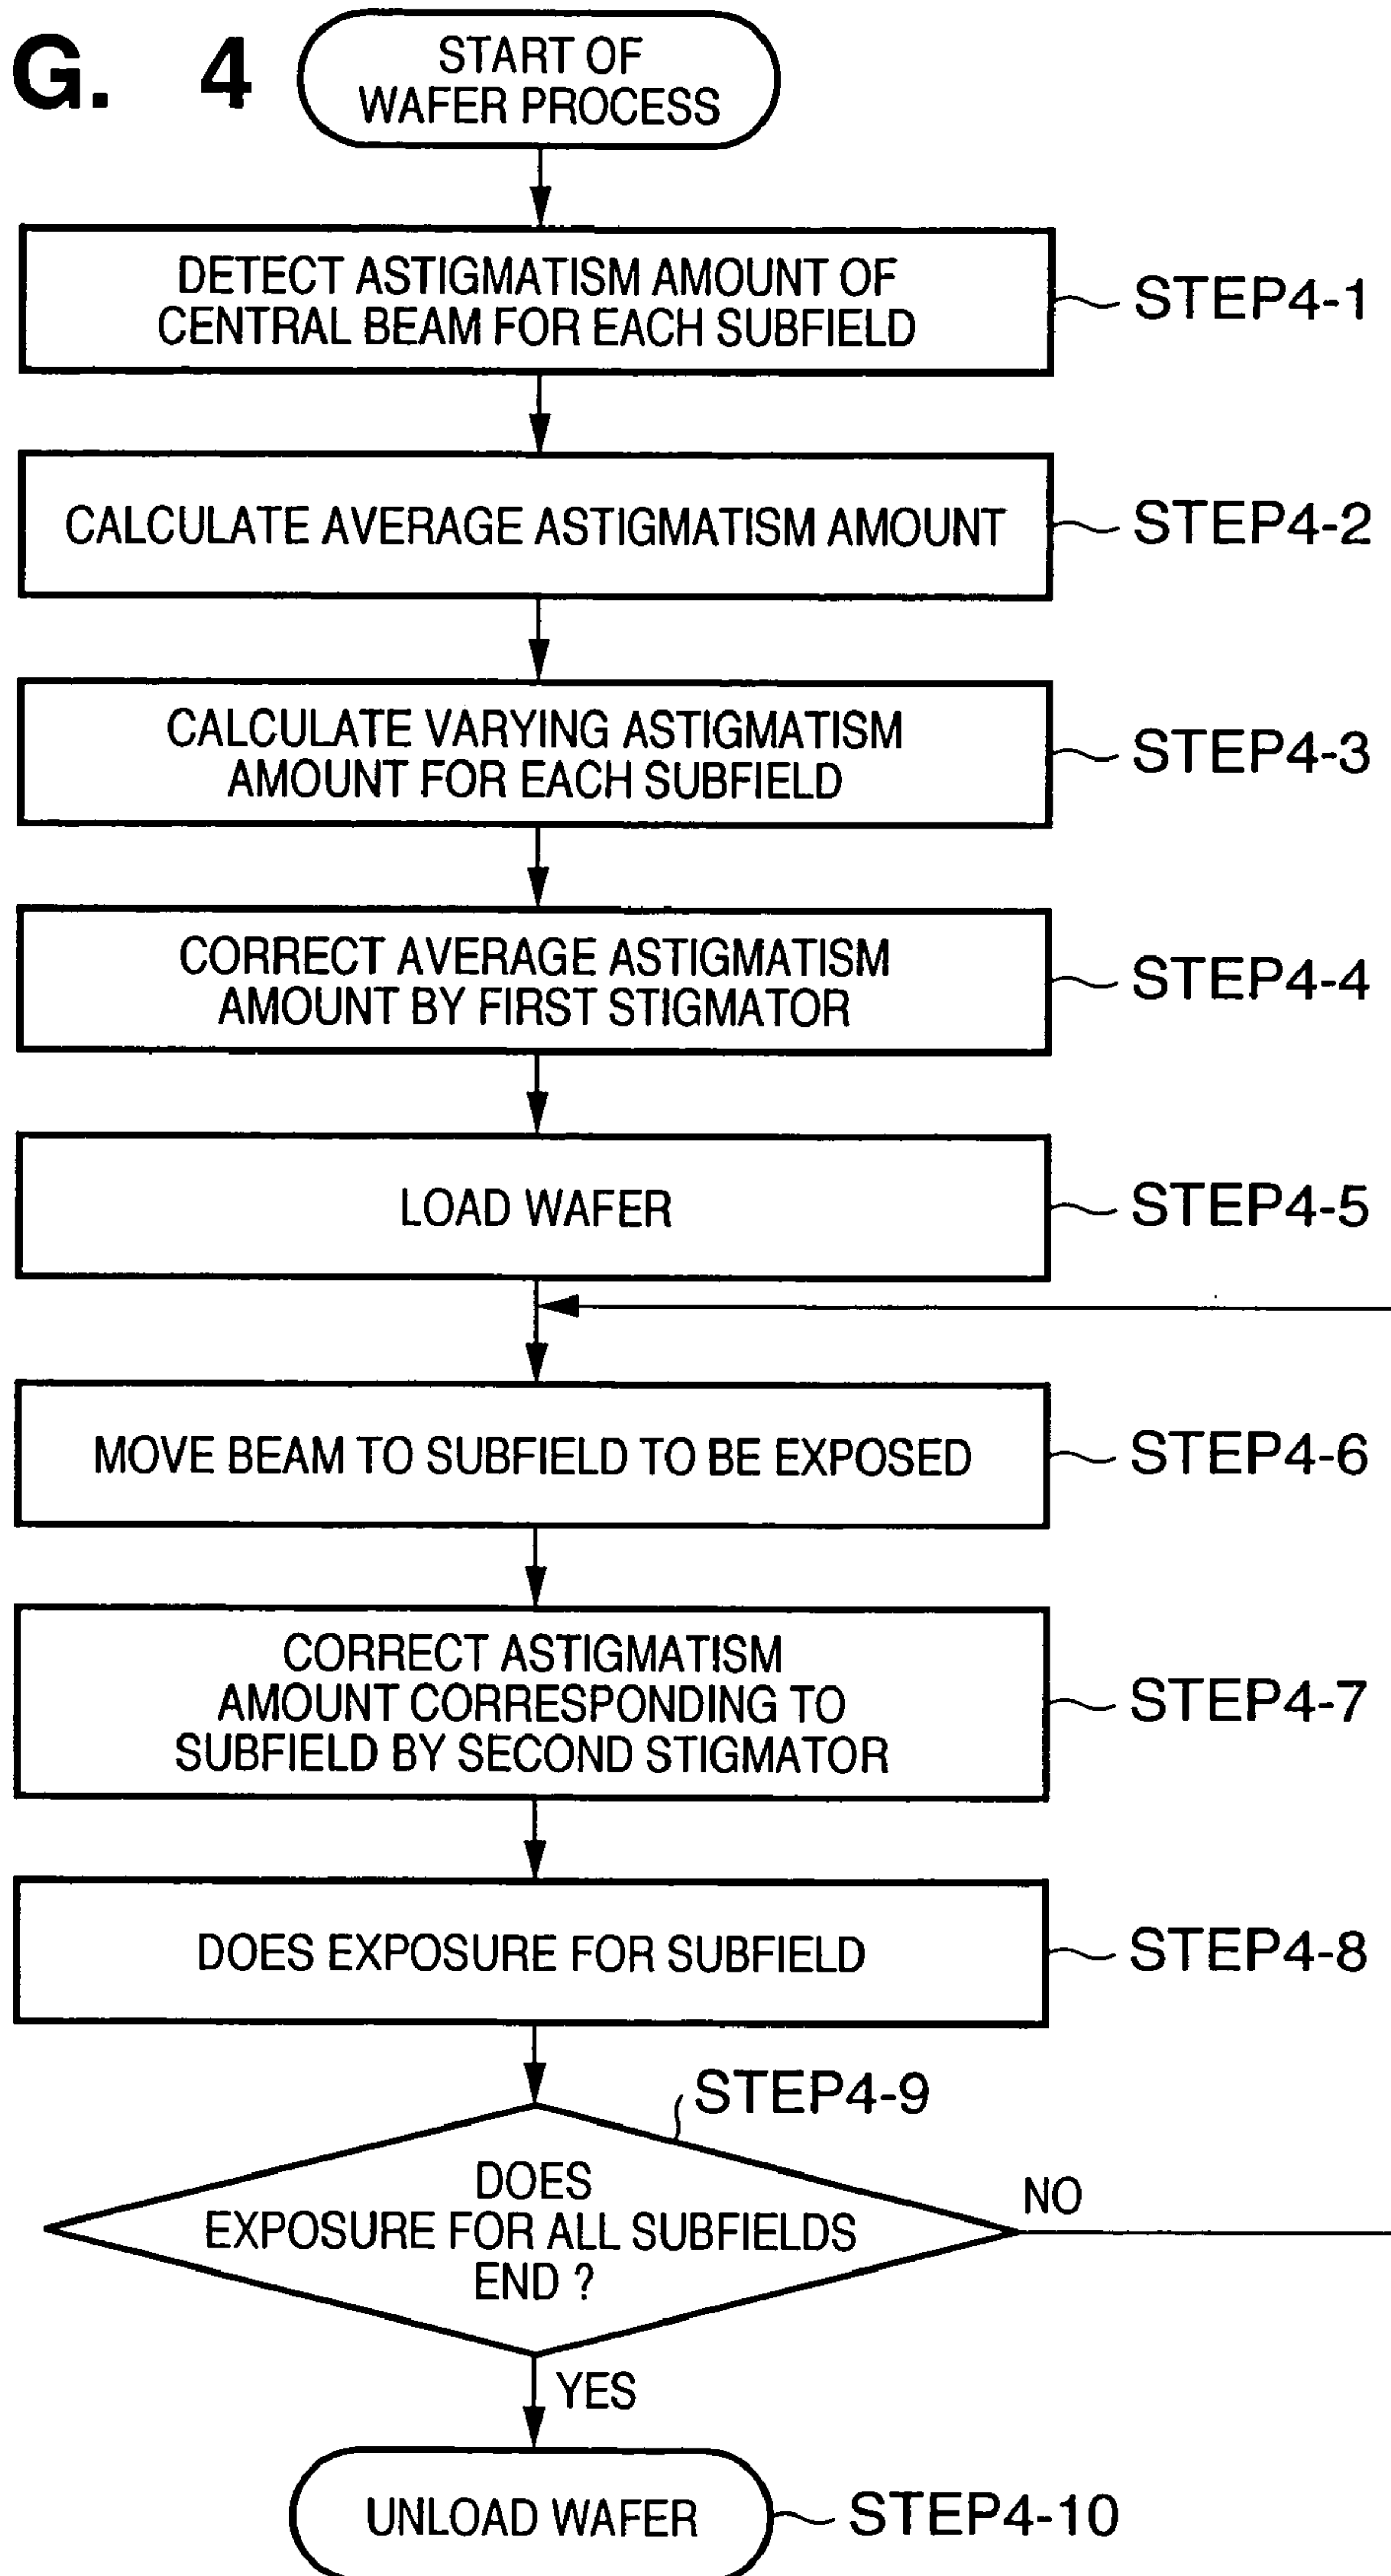 G. 4
START OF
WAFER PROCESS
DETECT ASTIGMATISM AMOUNT OF
CENTRAL BEAM FOR EACH SUBFIELD
STEP4-1
CALCULATE AVERAGE ASTIGMATISM AMOUNT
STEP4-2
CALCULATE VARYING ASTIGMATISM
AMOUNT FOR EACH SUBFIELD
STEP4-3
CORRECT AVERAGE ASTIGMATISM
AMOUNT BY FIRST STIGMATOR
STEP4-4
LOAD WAFER
STEP4-5
MOVE BEAM TO SUBFIELD TO BE EXPOSED
STEP4-6
CORRECT ASTIGMATISM
AMOUNT CORRESPONDING TO
SUBFIELD BY SECOND STIGMATOR
STEP4-7
DOES EXPOSURE FOR SUBFIELD
STEP4-8
STEP4-9
DOES
EXPOSURE FOR ALL SUBFIELDS
END ?
NO
YES
UNLOAD WAFER
STEP4-10